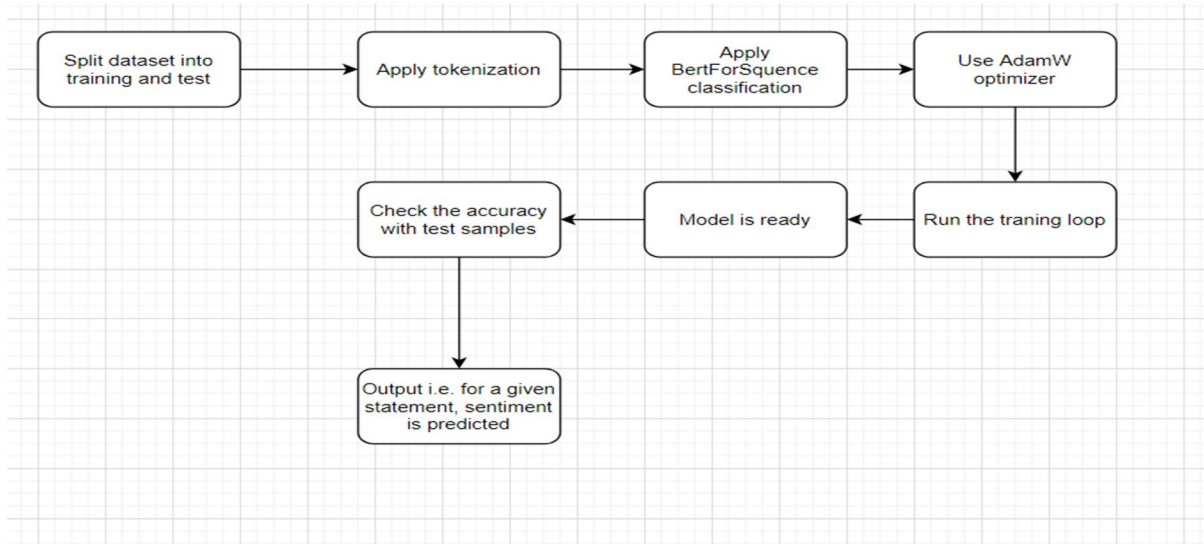 Split dataset into
training and test
Apply tokenization
Apply
BertForSquence
classification
Use AdamW
optimizer
Run the traning loop
Model is ready
Check the accuracy
with test samples
Output i.e. for a given
statement, sentiment
is predicted